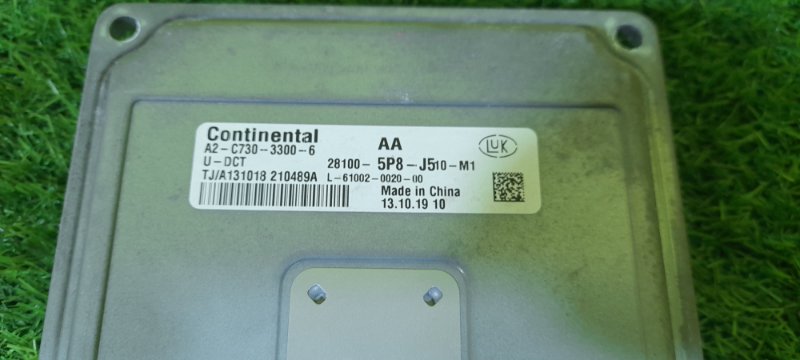 Continental AA LUK
A2-C730-3300-6
U-DCT 28100-5P8-J510-M1
TJ/A131018 210489A L-61002-0020-00
Made in China
13.10.19 10